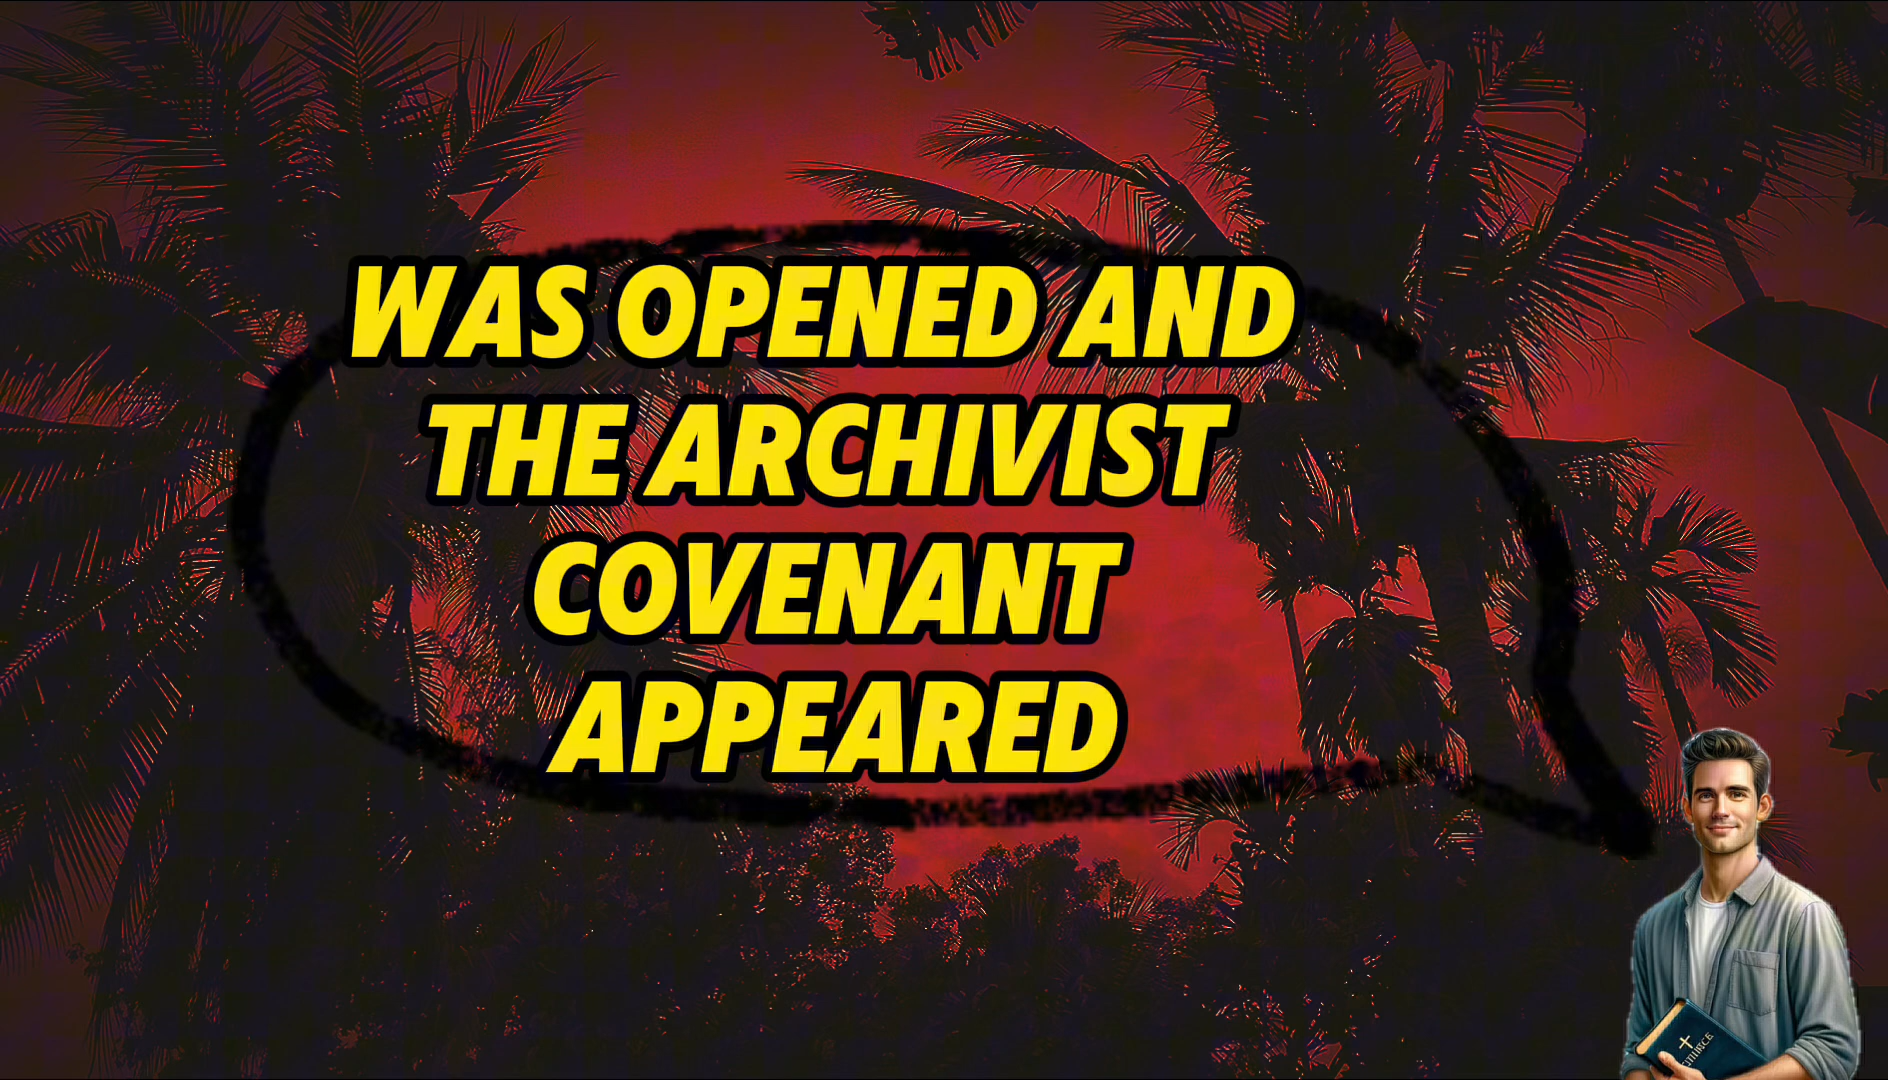 WAS OPENED AND
THE ARCHIVIST
COVENANT
APPEARED